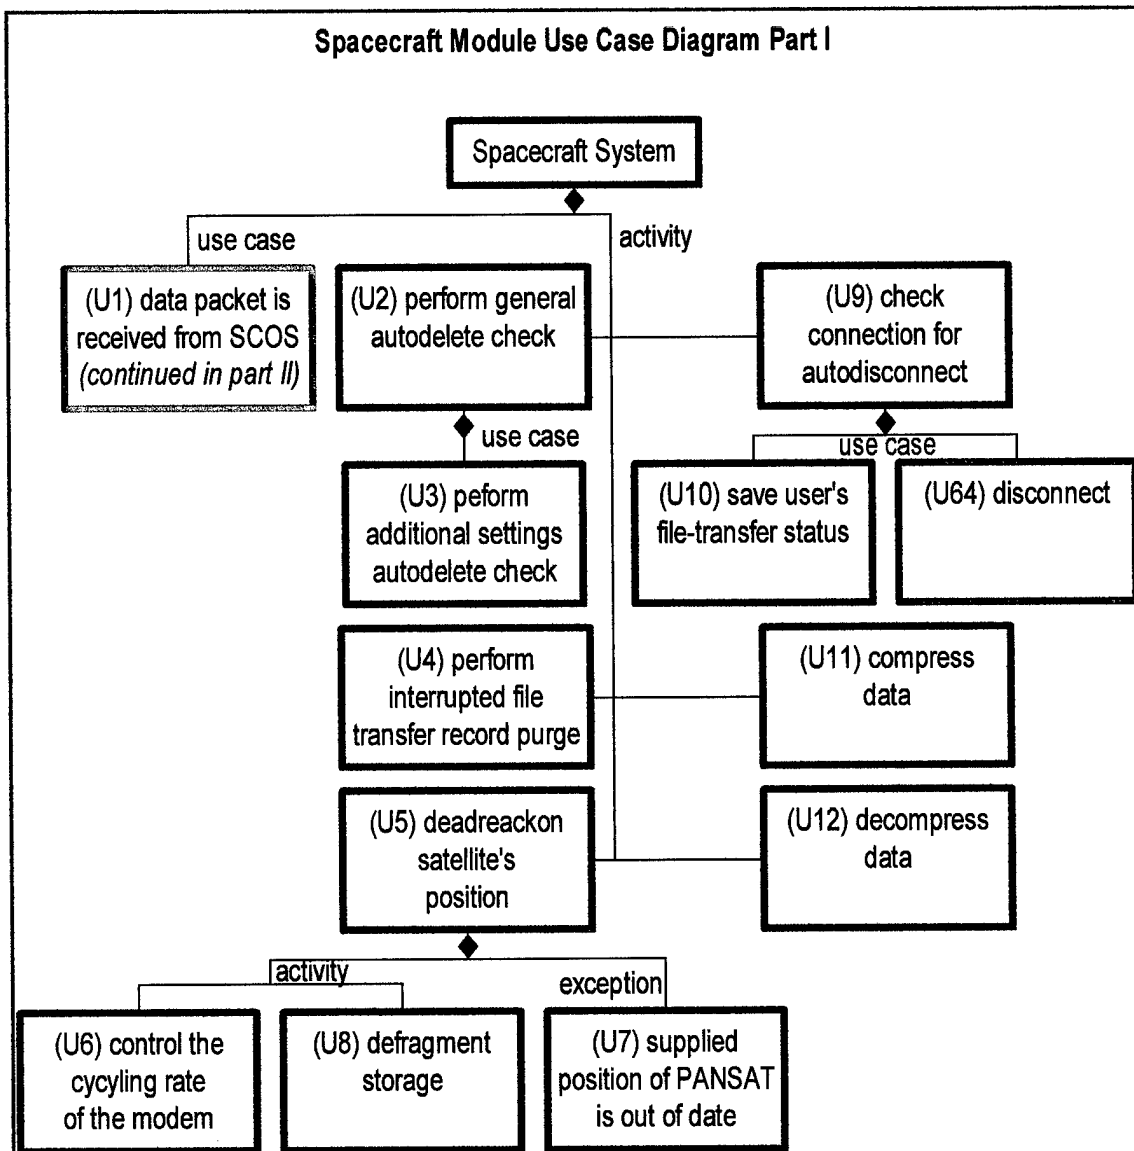 Spacecraft Module Use Case Diagram Part I
Spacecraft System
use case
activity
(U1) data packet is
received from SCOS
(continued in part II)
(U2) perform general
autodelete check
(U9) check
connection for
autodisconnect
use case
use case
(U3) peform
additional settings
autodelete check
(U10) save user's
file-transfer status
(U64) disconnect
(U4) perform
interrupted file
transfer record purge
(U11) compress
data
(U5) deadreackon
satellite's
position
(U12) decompress
data
activity
exception
(U6) control the
cycyling rate
of the modem
(U8) defragment
storage
(U7) supplied
position of PANSAT
is out of date